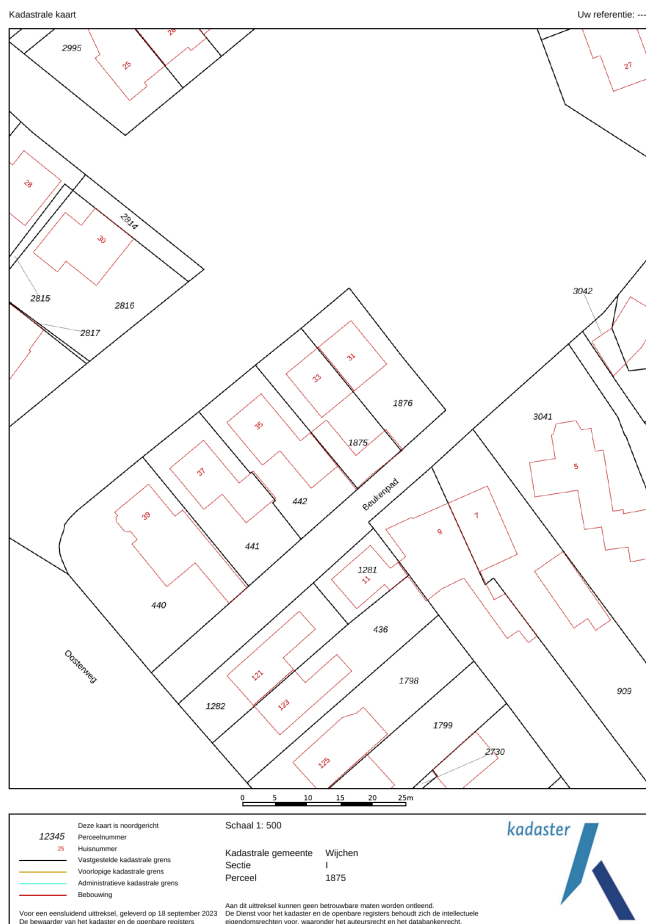 Kadastrale kaart
Uw referentie: ---
2995
25
26
27
28
2814
30
2815
2816
2817
3042
31
33
1876
35
1875
3041
37
442
5
39
Beukenpad
441
9
7
1281
11
440
436
Oosterweg
121
1798
123
1282
909
1799
125
2730
0 5 10 15 20 25m
Deze kaart is noordgericht
12345 Perceelnummer
25 Huisnummer
Vastgestelde kadastrale grens
Voorlopige kadastrale grens
Administratieve kadastrale grens
Bebouwing
Voor een eensluidend uittreksel, geleverd op 18 september 2023
De bewaarder van het kadaster en de openbare registers
Schaal 1: 500
Kadastrale gemeente Wijchen
Sectie I
Perceel 1875
Aan dit uittreksel kunnen geen betrouwbare maten worden ontleend.
De Dienst voor het kadaster en de openbare registers behoudt zich de intellectuele
eigendomsrechten voor, waaronder het auteursrecht en het databankenrecht.
kadaster